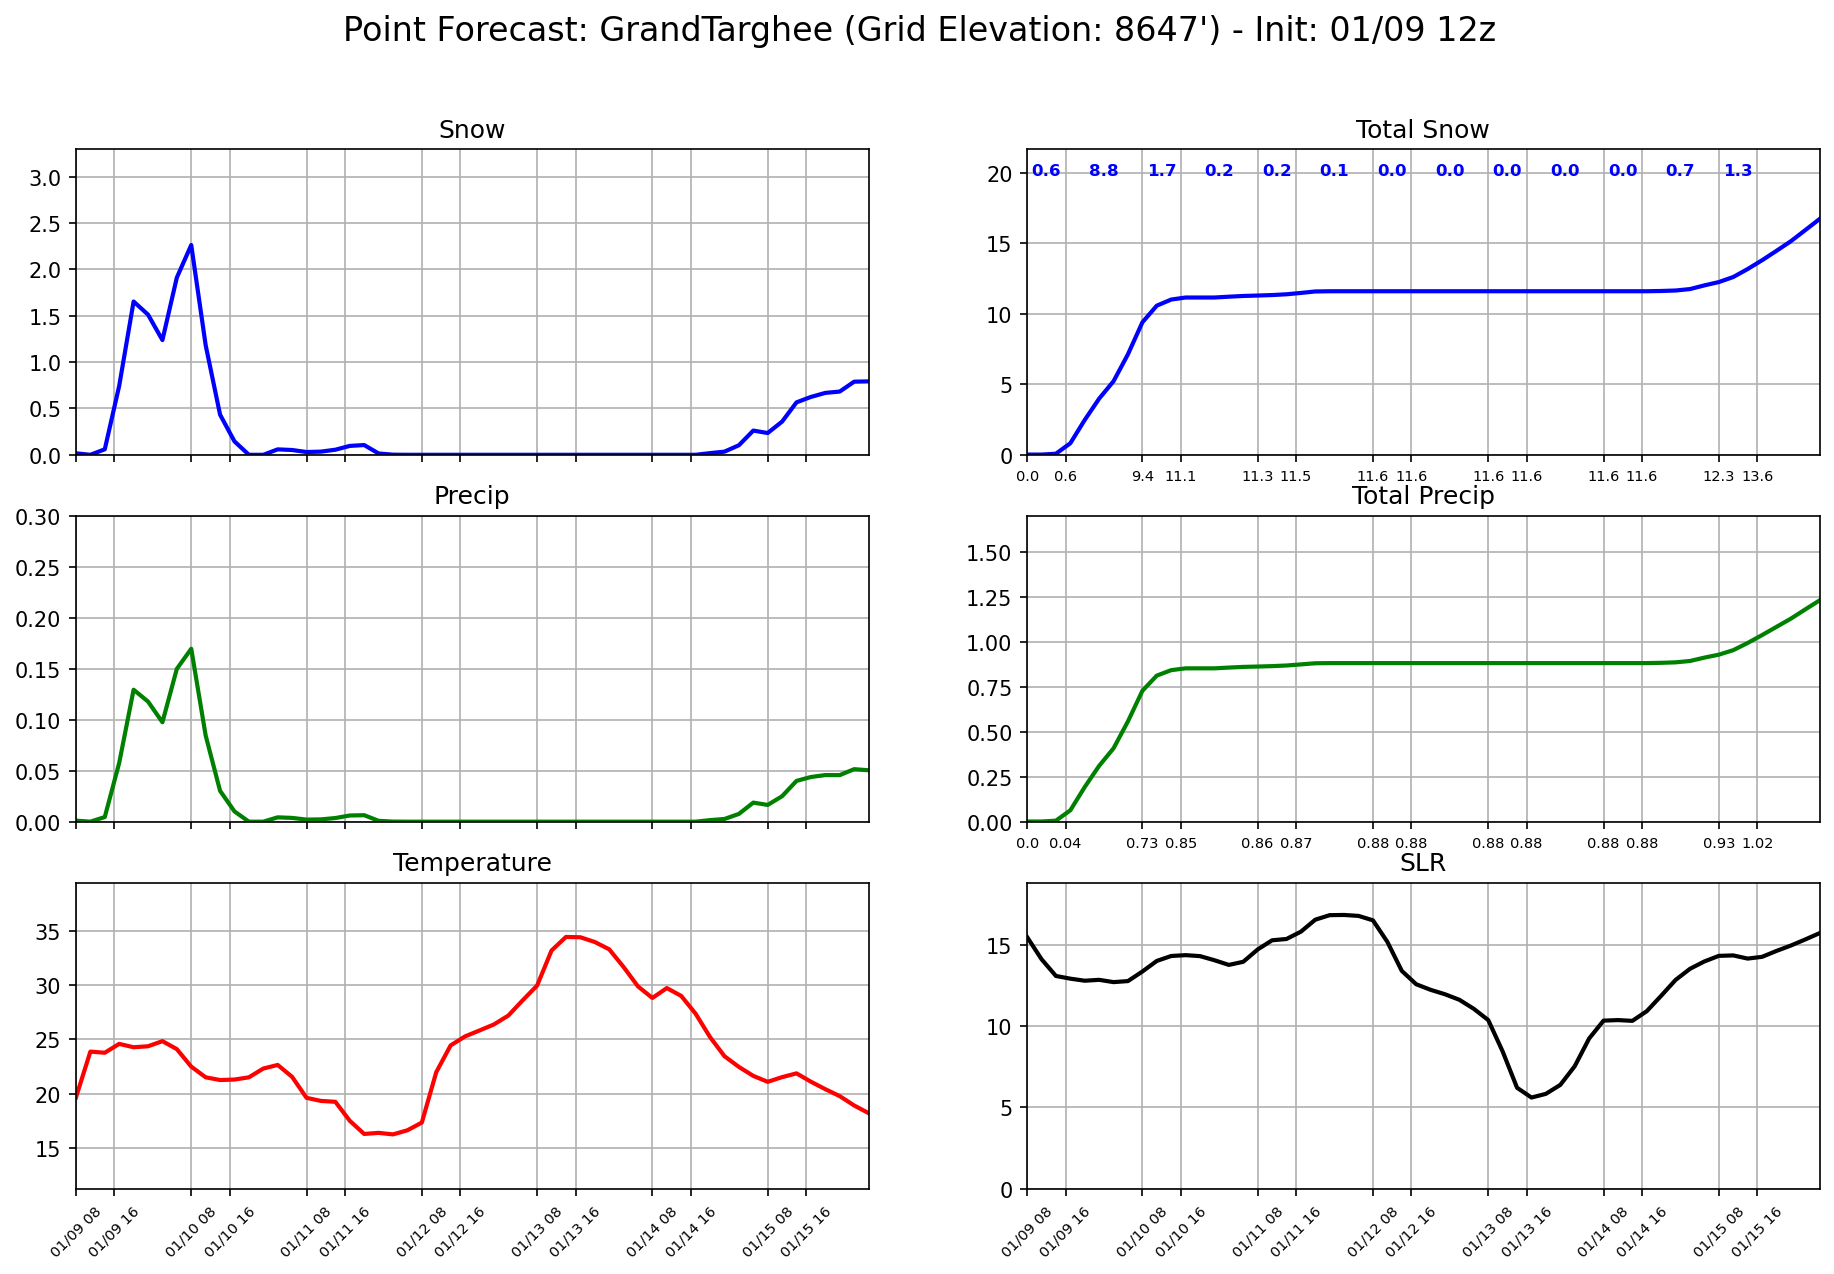 Point Forecast: GrandTarghee (Grid Elevation: 8647') - Init: 01/09 12z
Snow
3.0
2.5
2.0
1.5
1.0
0.5
0.0
Total Snow
0.6 8.8 1.7 0.2 0.2 0.1 0.0 0.0 0.0 0.0 0.0 0.7 1.3
20
15
10
5
0
0.0 0.6 9.4 11.1 11.3 11.5 11.6 11.6 11.6 11.6 11.6 11.6 12.3 13.6
Precip
0.30
0.25
0.20
0.15
0.10
0.05
0.00
Total Precip
1.50
1.25
1.00
0.75
0.50
0.25
0.00
0.0 0.04 0.73 0.85 0.86 0.87 0.88 0.88 0.88 0.88 0.88 0.88 0.93 1.02
Temperature
35
30
25
20
15
01/09 08 01/09 16 01/10 08 01/10 16 01/11 08 01/11 16 01/12 08 01/12 16 01/13 08 01/13 16 01/14 08 01/14 16 01/15 08 01/15 16
SLR
15
10
5
0
01/09 08 01/09 16 01/10 08 01/10 16 01/11 08 01/11 16 01/12 08 01/12 16 01/13 08 01/13 16 01/14 08 01/14 16 01/15 08 01/15 16